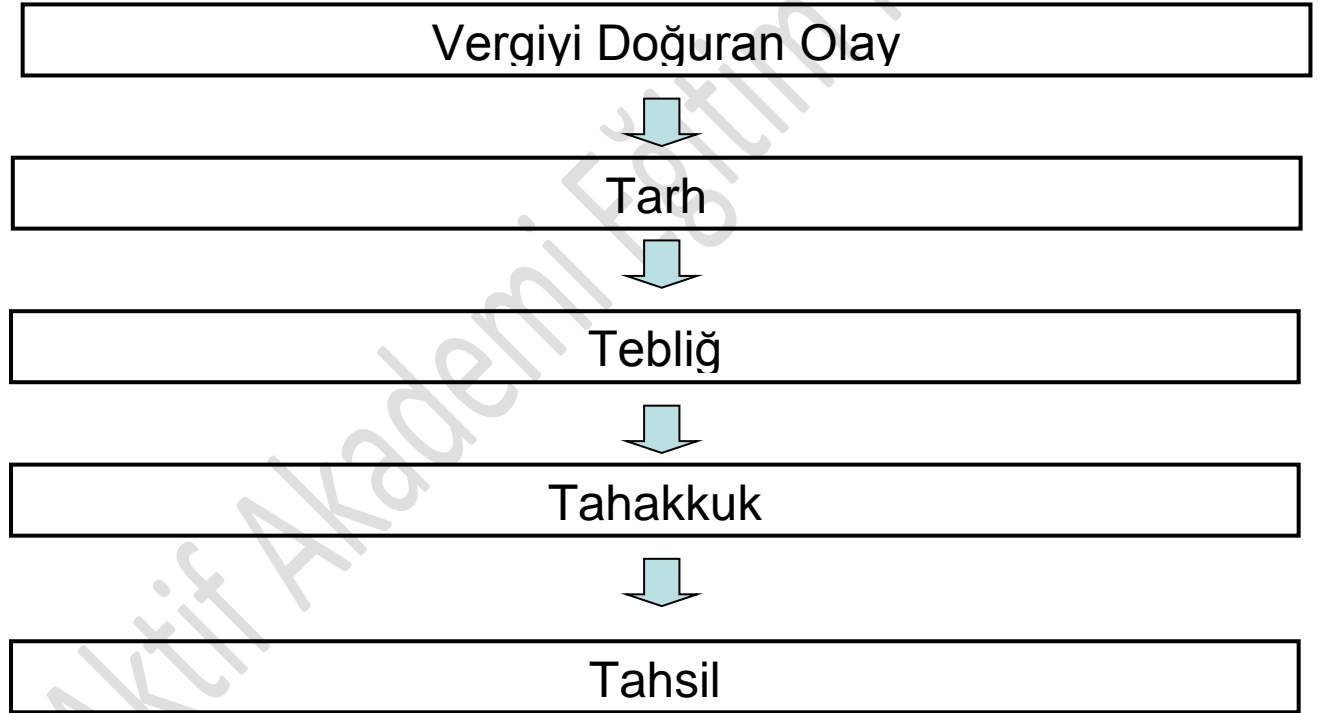 Vergiyi Doğuran Olay
Tarh
Tebliğ
Tahakkuk
Tahsil
Aktif Akademi Eğitim